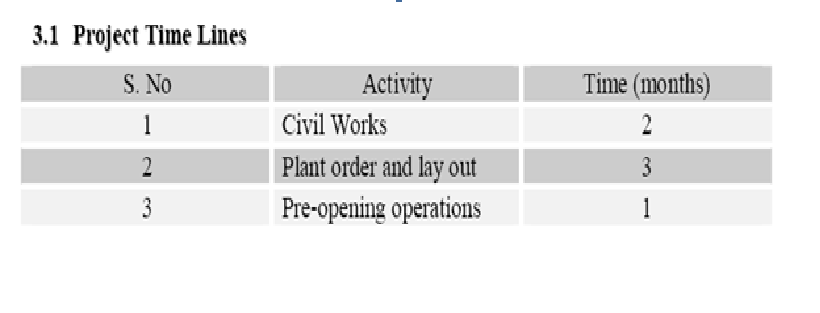 3.1 Project Time Lines
S. No Activity Time (months)
1 Civil Works 2
2 Plant order and lay out 3
3 Pre-opening operations 1